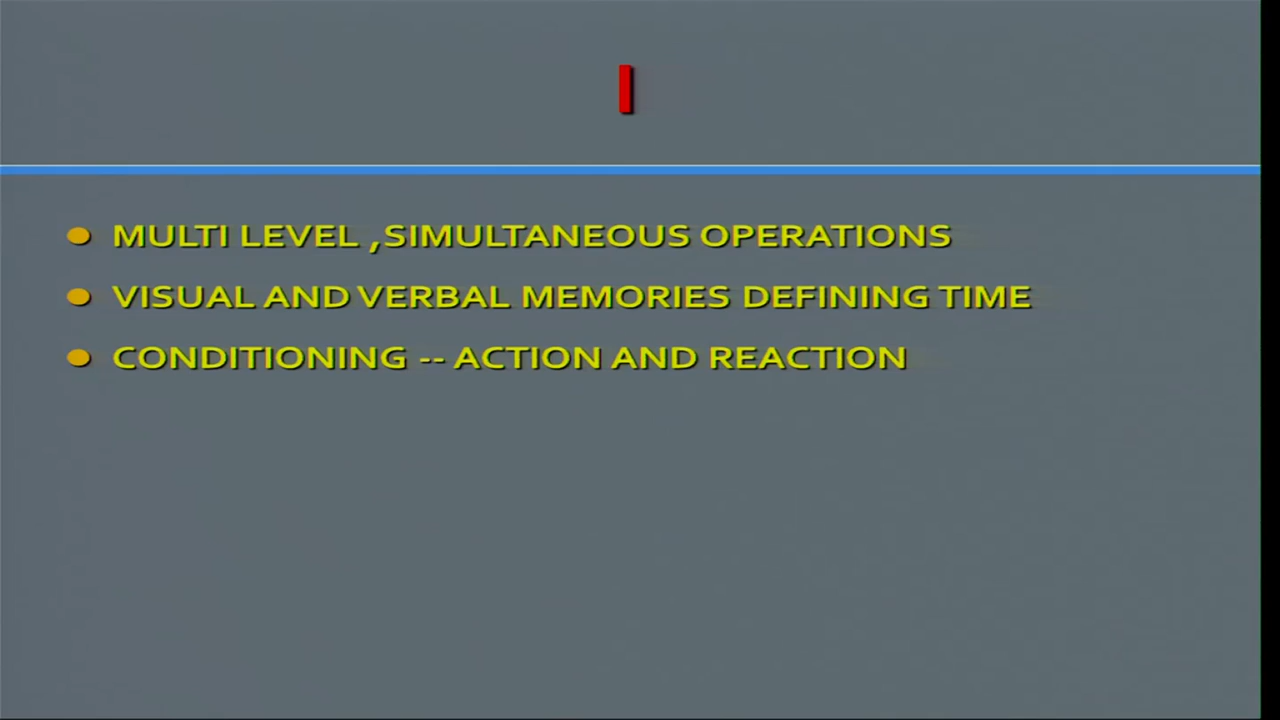 I
MULTI LEVEL ,SIMULTANEOUS OPERATIONS
VISUAL AND VERBAL MEMORIES DEFINING TIME
CONDITIONING -- ACTION AND REACTION